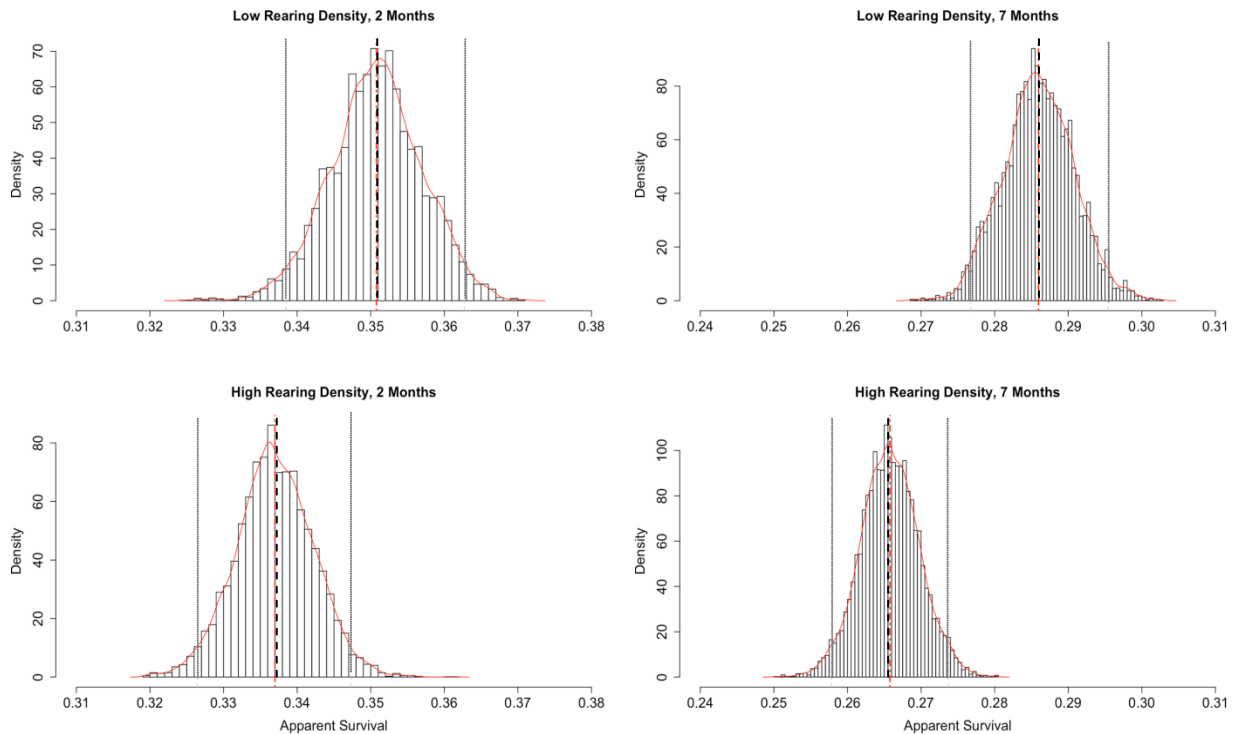 Low Rearing Density, 2 Months
Density
70
60
50
40
30
20
10
0
0.31 0.32 0.33 0.34 0.35 0.36 0.37 0.38
Low Rearing Density, 7 Months
Density
80
60
40
20
0
0.24 0.25 0.26 0.27 0.28 0.29 0.30 0.31
High Rearing Density, 2 Months
Density
80
60
40
20
0
0.31 0.32 0.33 0.34 0.35 0.36 0.37 0.38
Apparent Survival
High Rearing Density, 7 Months
Density
100
80
60
40
20
0
0.24 0.25 0.26 0.27 0.28 0.29 0.30 0.31
Apparent Survival